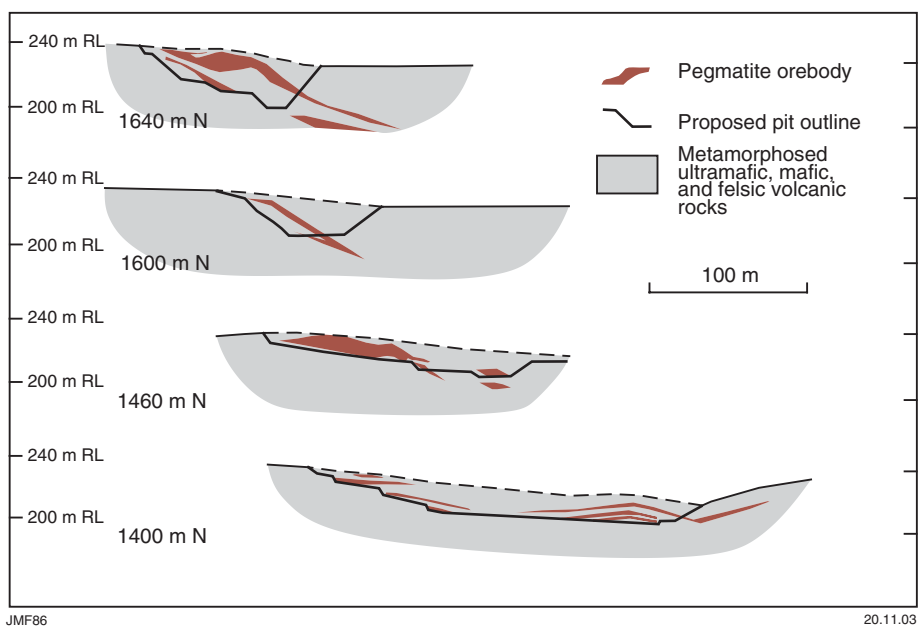 240 m RL
200 m RL
1640 m N
240 m RL
200 m RL
1600 m N
240 m RL
200 m RL
1460 m N
240 m RL
200 m RL
1400 m N
Pegmatite orebody
Proposed pit outline
Metamorphosed
ultramafic, mafic,
and felsic volcanic
rocks
100 m
JMF86
20.11.03